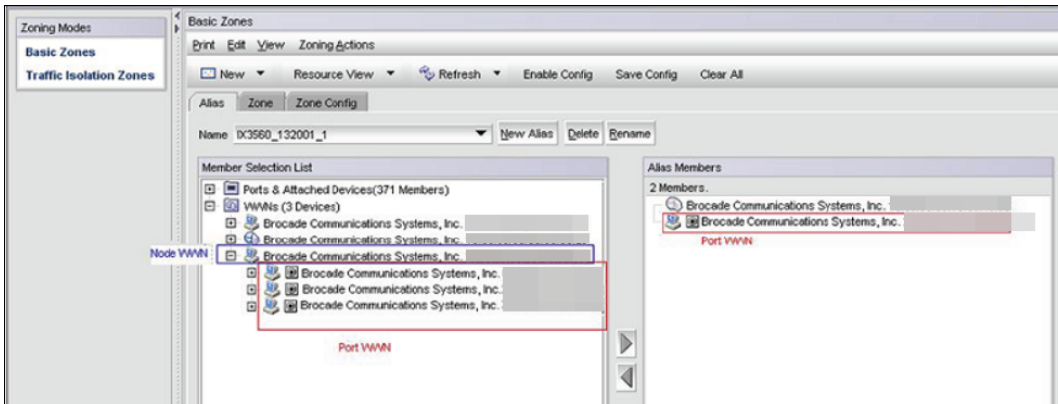 Zoning Modes
Basic Zones
Traffic Isolation Zones
Basic Zones
Print Edit View Zoning Actions
New Resource View Refresh Enable Config Save Config Clear All
Alias Zone Zone Config
Name IX3560_132001_1 New Alias Delete Rename
Member Selection List
Ports & Attached Devices(371 Members)
WWNs (3 Devices)
Brocade Communications Systems, Inc.
Brocade Communications Systems, Inc.
Node WWN
Brocade Communications Systems, Inc.
Brocade Communications Systems, Inc.
Brocade Communications Systems, Inc.
Brocade Communications Systems, Inc.
Port WWN
Alias Members
2 Members.
Brocade Communications Systems, Inc.
Brocade Communications Systems, Inc.
Port WWN